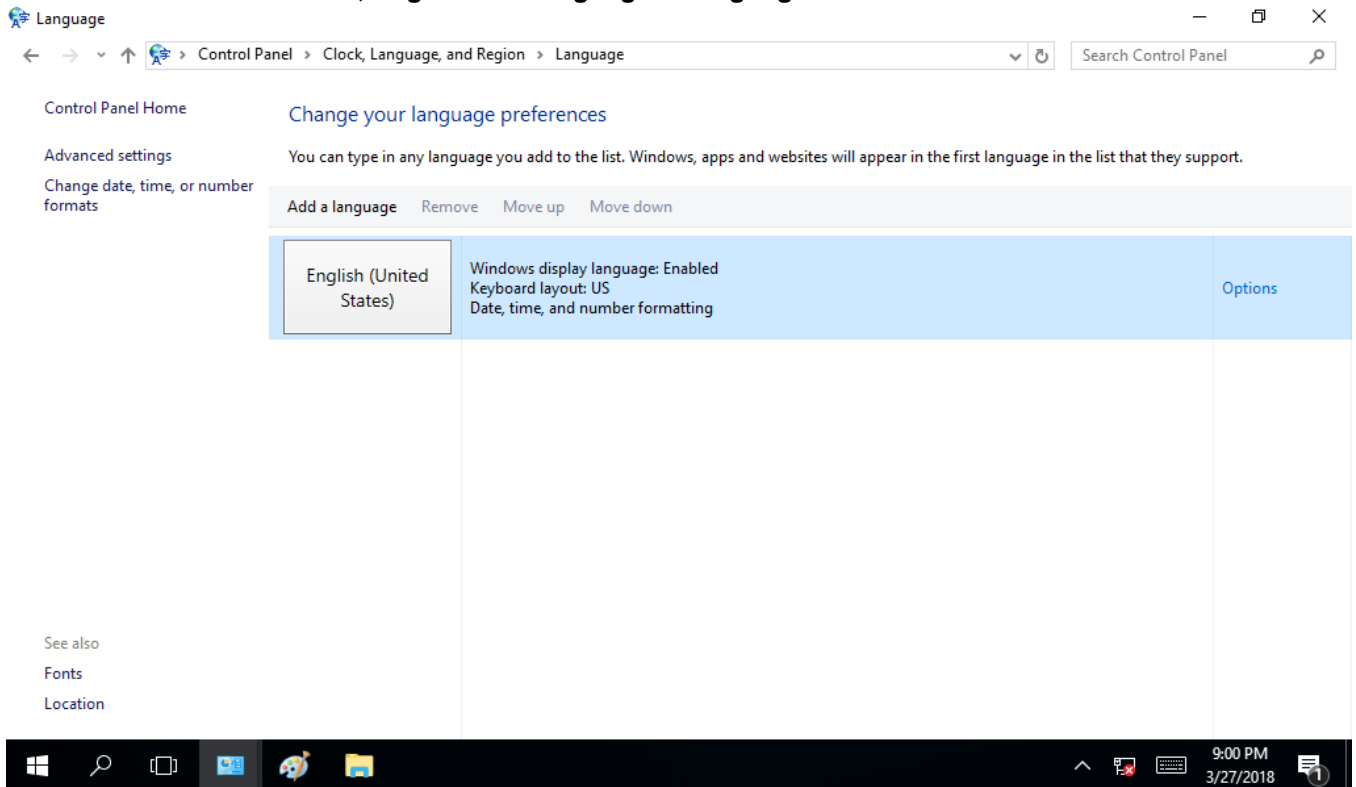 Language
Control Panel > Clock, Language, and Region > Language
Search Control Panel
Control Panel Home
Advanced settings
Change date, time, or number
formats
See also
Fonts
Location
Change your language preferences
You can type in any language you add to the list. Windows, apps and websites will appear in the first language in the list that they support.
Add a language Remove Move up Move down
English (United
States)
Windows display language: Enabled
Keyboard layout: US
Date, time, and number formatting
Options
9:00 PM
3/27/2018
1